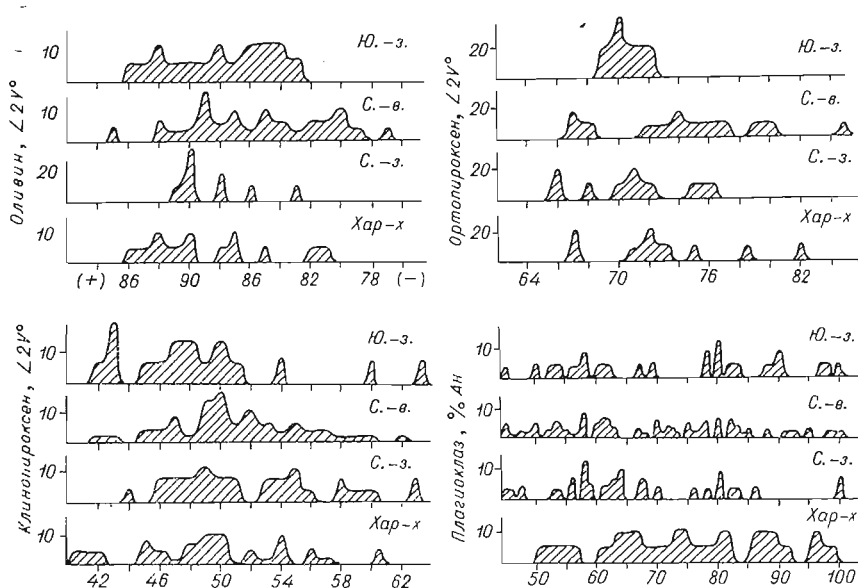 Оливин, ∠2V°
10
Ю.-з.
10
С.-в.
20
С.-з.
10
Хар-х
(+) 86 90 86 82 78 (-)
Ортопироксен, ∠2V°
20
Ю.-з.
20
С.-в.
20
С.-з.
20
Хар-х
64 70 76 82
Клинопироксен, ∠2V°
10
Ю.-з.
10
С.-в.
10
С.-з.
10
Хар-х
42 46 50 54 58 62
Плагиоклаз, % Ан
10
Ю.-з.
10
С.-в.
10
С.-з.
10
Хар-х
50 60 70 80 90 100